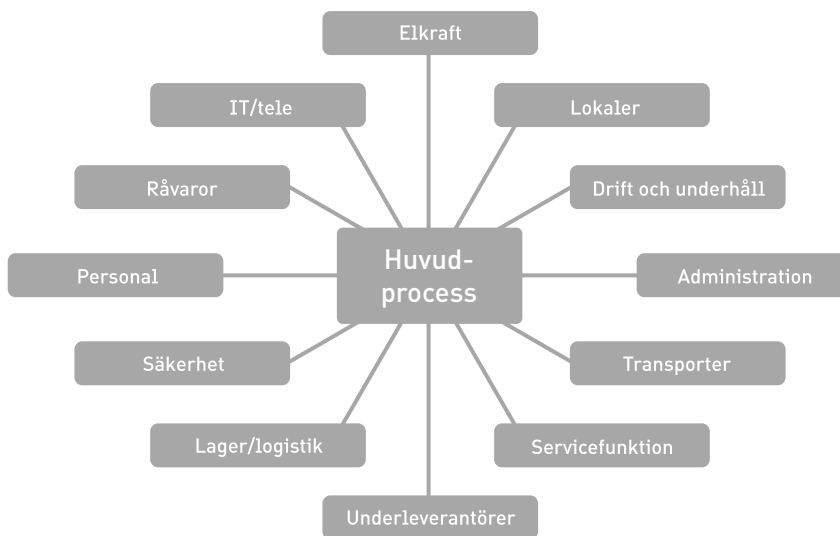 Elkraft
IT/tele
Lokaler
Råvaror
Drift och underhåll
Huvud-
process
Personal
Administration
Säkerhet
Transporter
Lager/logistik
Servicefunktion
Underleverantörer